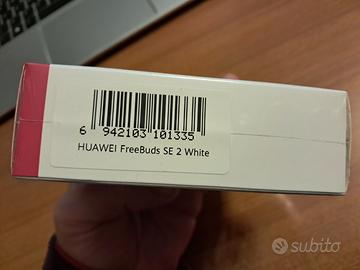 6 942103 101335
HUAWEI FreeBuds SE 2 White
subito